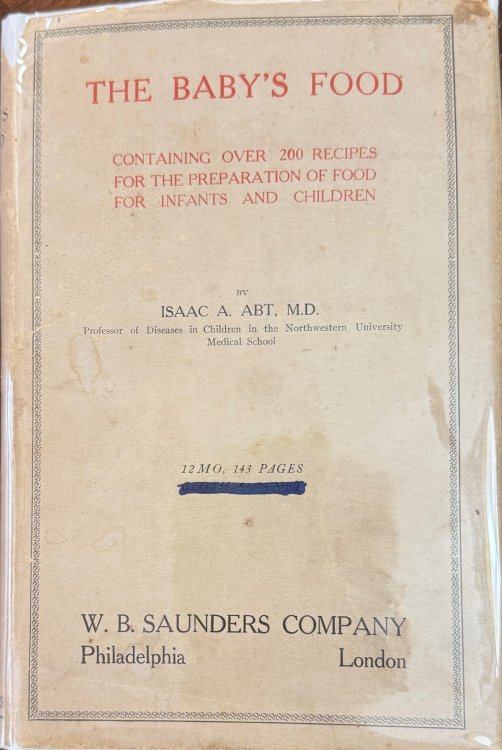 THE BABY'S FOOD
CONTAINING OVER 200 RECIPES
FOR THE PREPARATION OF FOOD
FOR INFANTS AND CHILDREN
BY
ISAAC A. ABT, M.D.
Professor of Diseases in Children in the Northwestern University
Medical School
12MO, 143 PAGES
W. B. SAUNDERS COMPANY
Philadelphia London